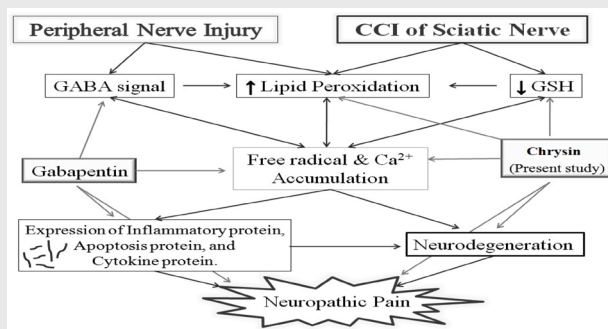 Peripheral Nerve Injury
CCI of Sciatic Nerve
GABA signal
↑ Lipid Peroxidation
↓ GSH
Gabapentin
Free radical & Ca²⁺
Accumulation
Chrysin
(Present study)
Expression of Inflammatory protein,
Apoptosis protein, and
Cytokine protein.
Neurodegeneration
Neuropathic Pain